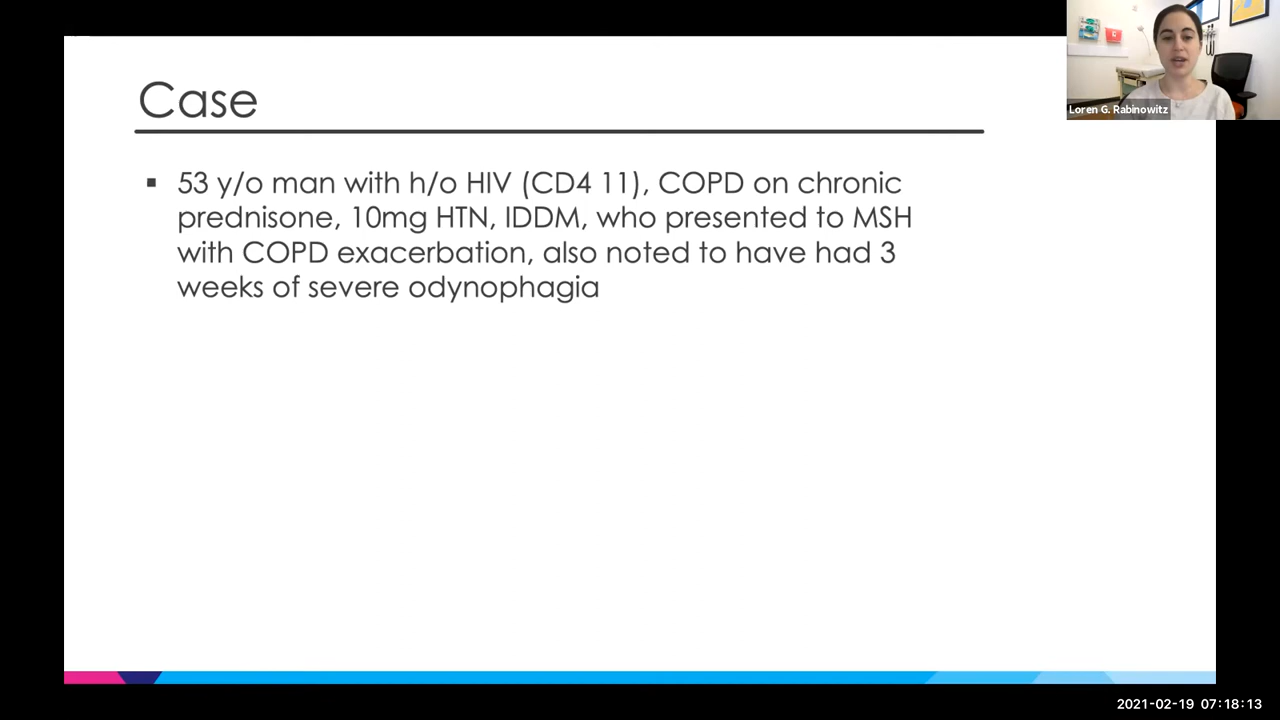 Case
▪ 53 y/o man with h/o HIV (CD4 11), COPD on chronic
prednisone, 10mg HTN, IDDM, who presented to MSH
with COPD exacerbation, also noted to have had 3
weeks of severe odynophagia
Loren G. Rabinowitz
2021-02-19 07:18:13